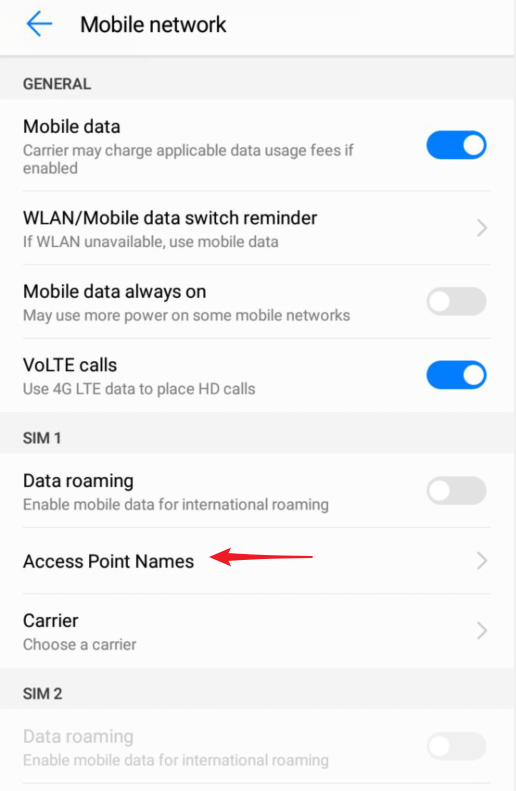 Mobile network
GENERAL
Mobile data
Carrier may charge applicable data usage fees if
enabled
WLAN/Mobile data switch reminder
If WLAN unavailable, use mobile data
Mobile data always on
May use more power on some mobile networks
VoLTE calls
Use 4G LTE data to place HD calls
SIM 1
Data roaming
Enable mobile data for international roaming
Access Point Names
Carrier
Choose a carrier
SIM 2
Data roaming
Enable mobile data for international roaming